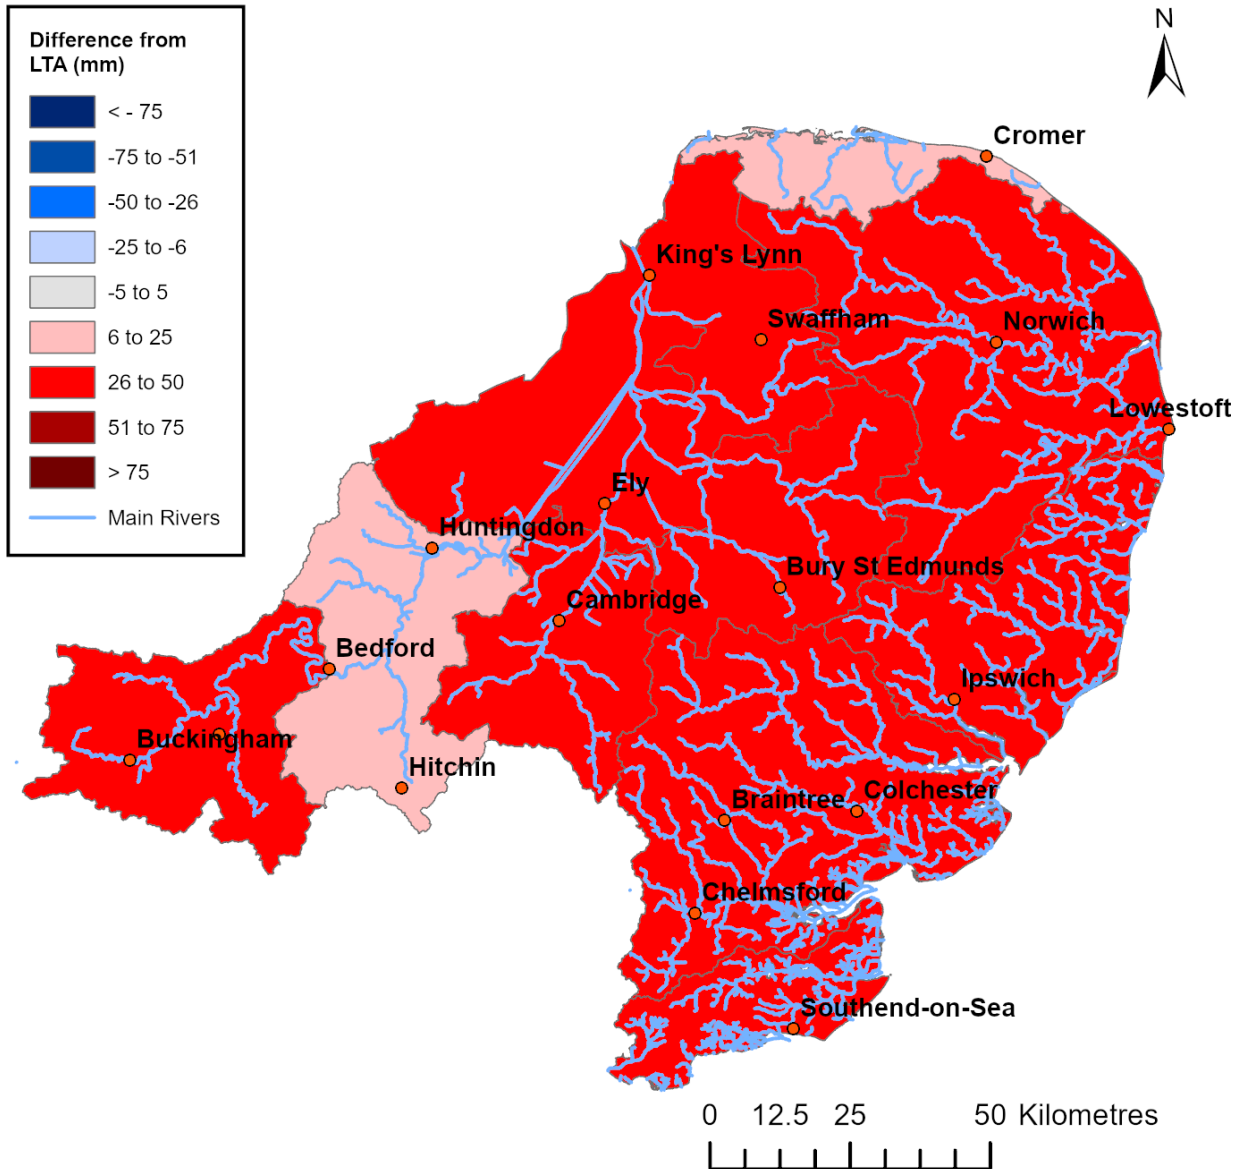 Difference from
LTA (mm)
< - 75
-75 to -51
-50 to -26
-25 to -6
-5 to 5
6 to 25
26 to 50
51 to 75
> 75
Main Rivers
N
Cromer
King's Lynn
Swaffham
Norwich
Lowestoft
Ely
Huntingdon
Bury St Edmunds
Cambridge
Bedford
Ipswich
Buckingham
Hitchin
Braintree
Colchester
Chelmsford
Southend-on-Sea
0 12.5 25 50 Kilometres